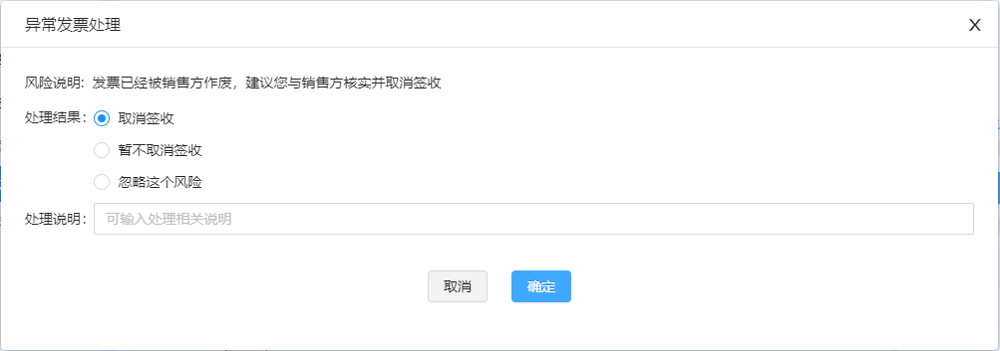 异常发票处理 X
风险说明: 发票已经被销售方作废，建议您与销售方核实并取消签收
处理结果: 取消签收
暂不取消签收
忽略这个风险
处理说明: 可输入处理相关说明
取消 确定